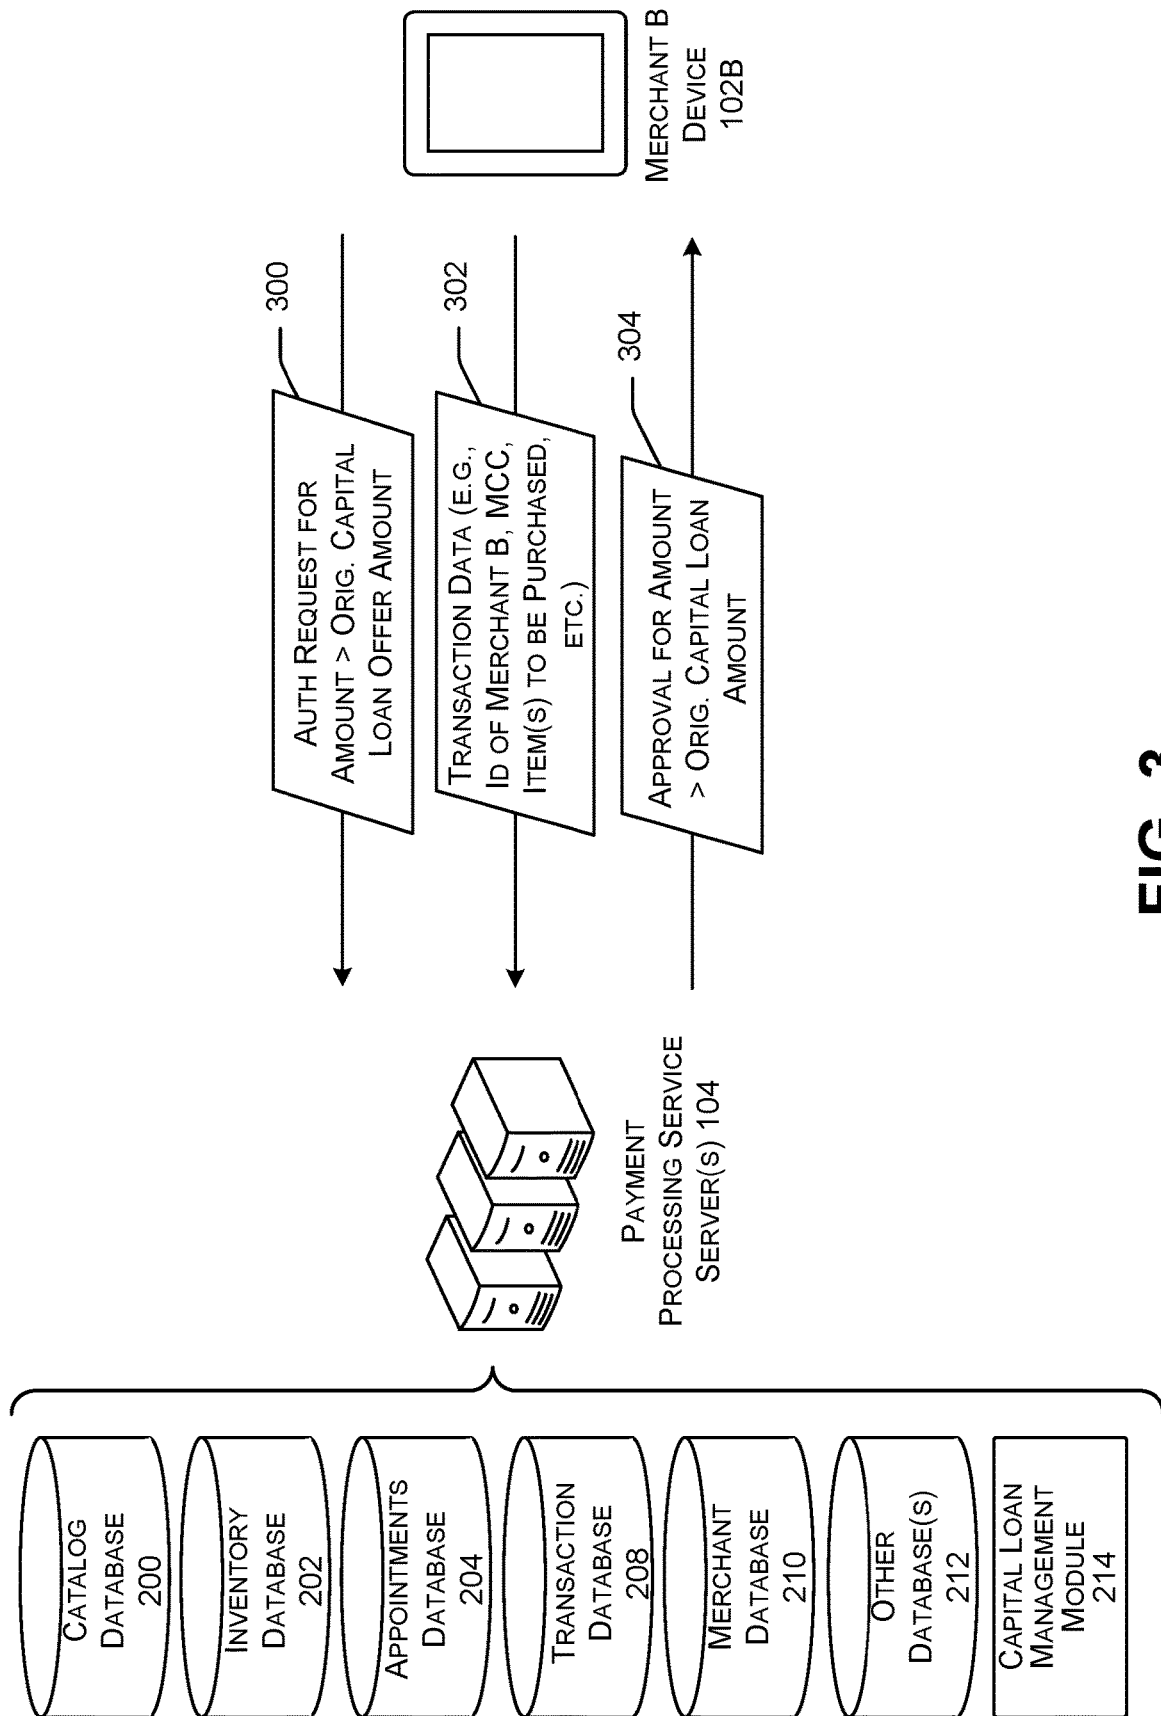 CATALOG
DATABASE
200
INVENTORY
DATABASE
202
APPOINTMENTS
DATABASE
204
TRANSACTION
DATABASE
208
MERCHANT
DATABASE
210
OTHER
DATABASE(S)
212
CAPITAL LOAN
MANAGEMENT
MODULE
214
PAYMENT
PROCESSING SERVICE
SERVER(S) 104
AUTH REQUEST FOR
AMOUNT > ORIG. CAPITAL
LOAN OFFER AMOUNT
300
TRANSACTION DATA (E.G.,
ID OF MERCHANT B, MCC,
ITEM(S) TO BE PURCHASED,
ETC.)
302
APPROVAL FOR AMOUNT
> ORIG. CAPITAL LOAN
AMOUNT
304
MERCHANT B
DEVICE
102B
FIG. 3